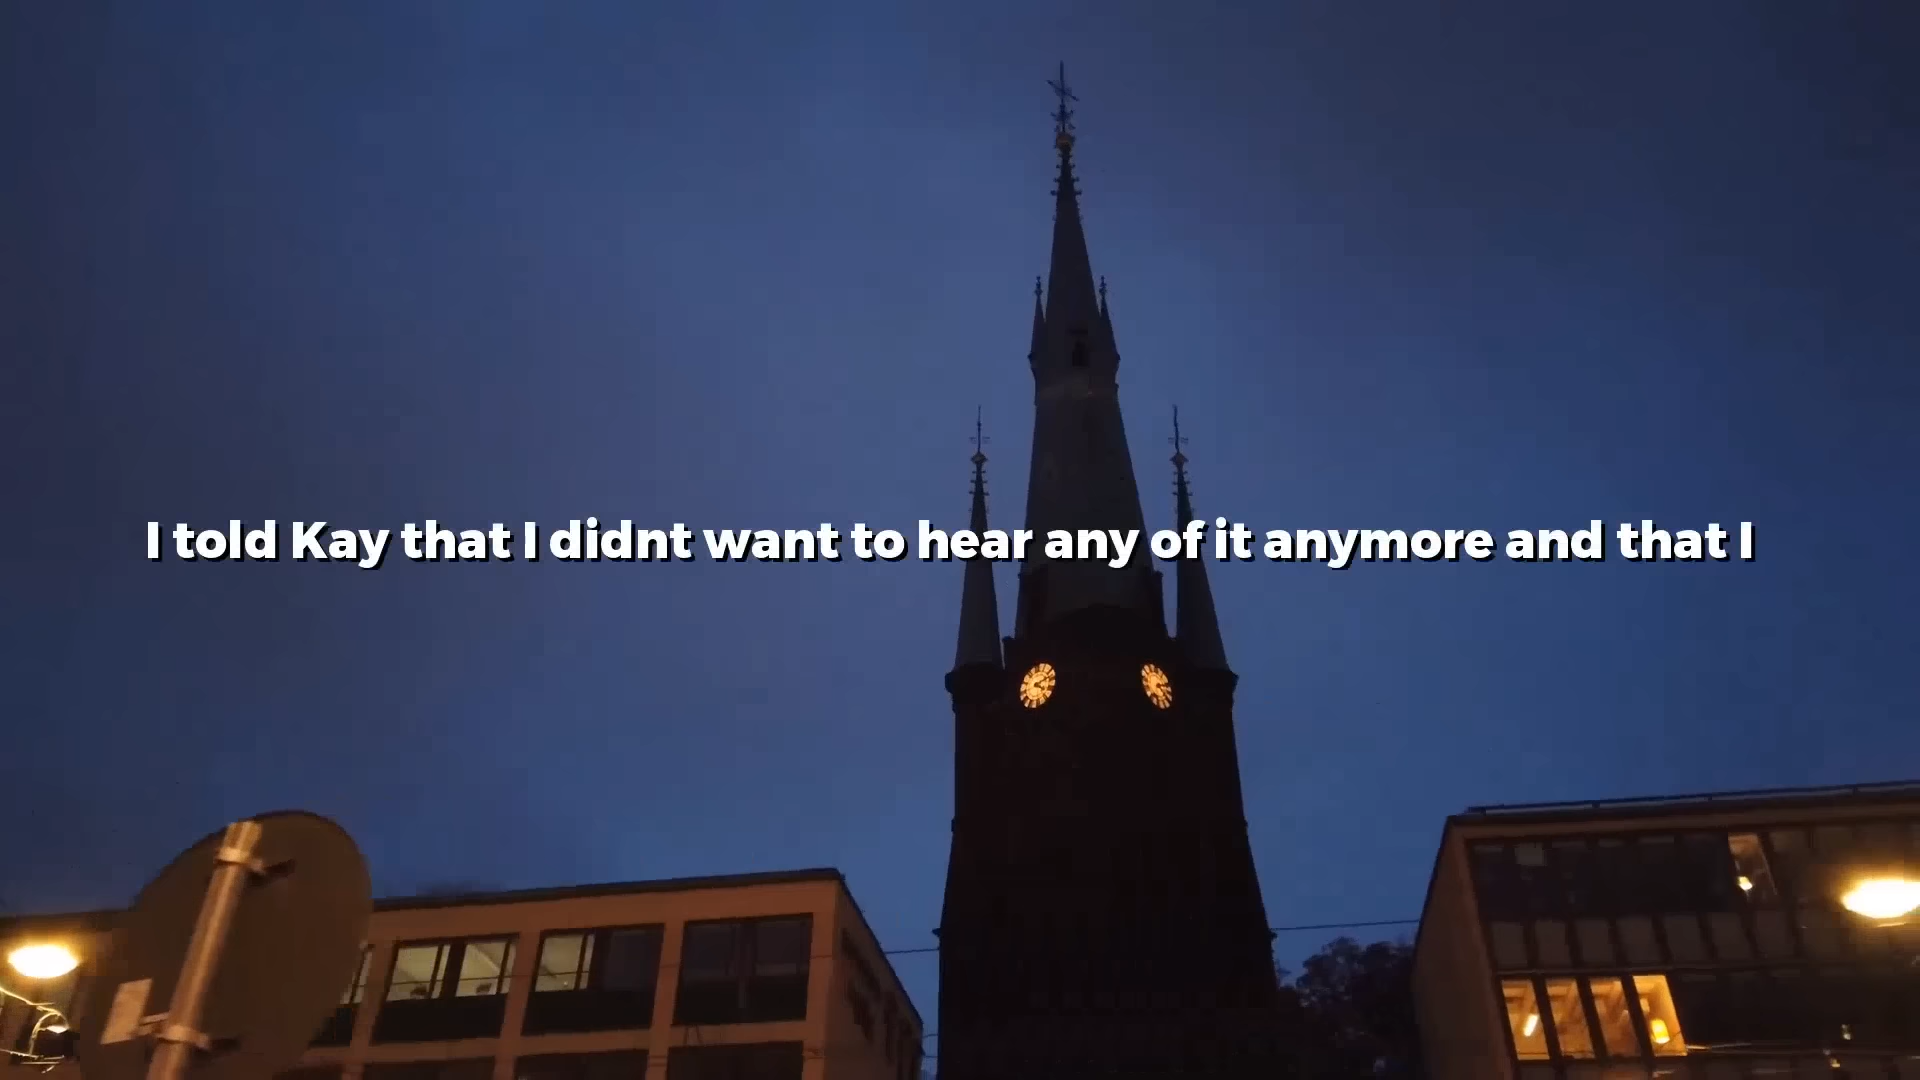 I told Kay that I didnt want to hear any of it anymore and that I